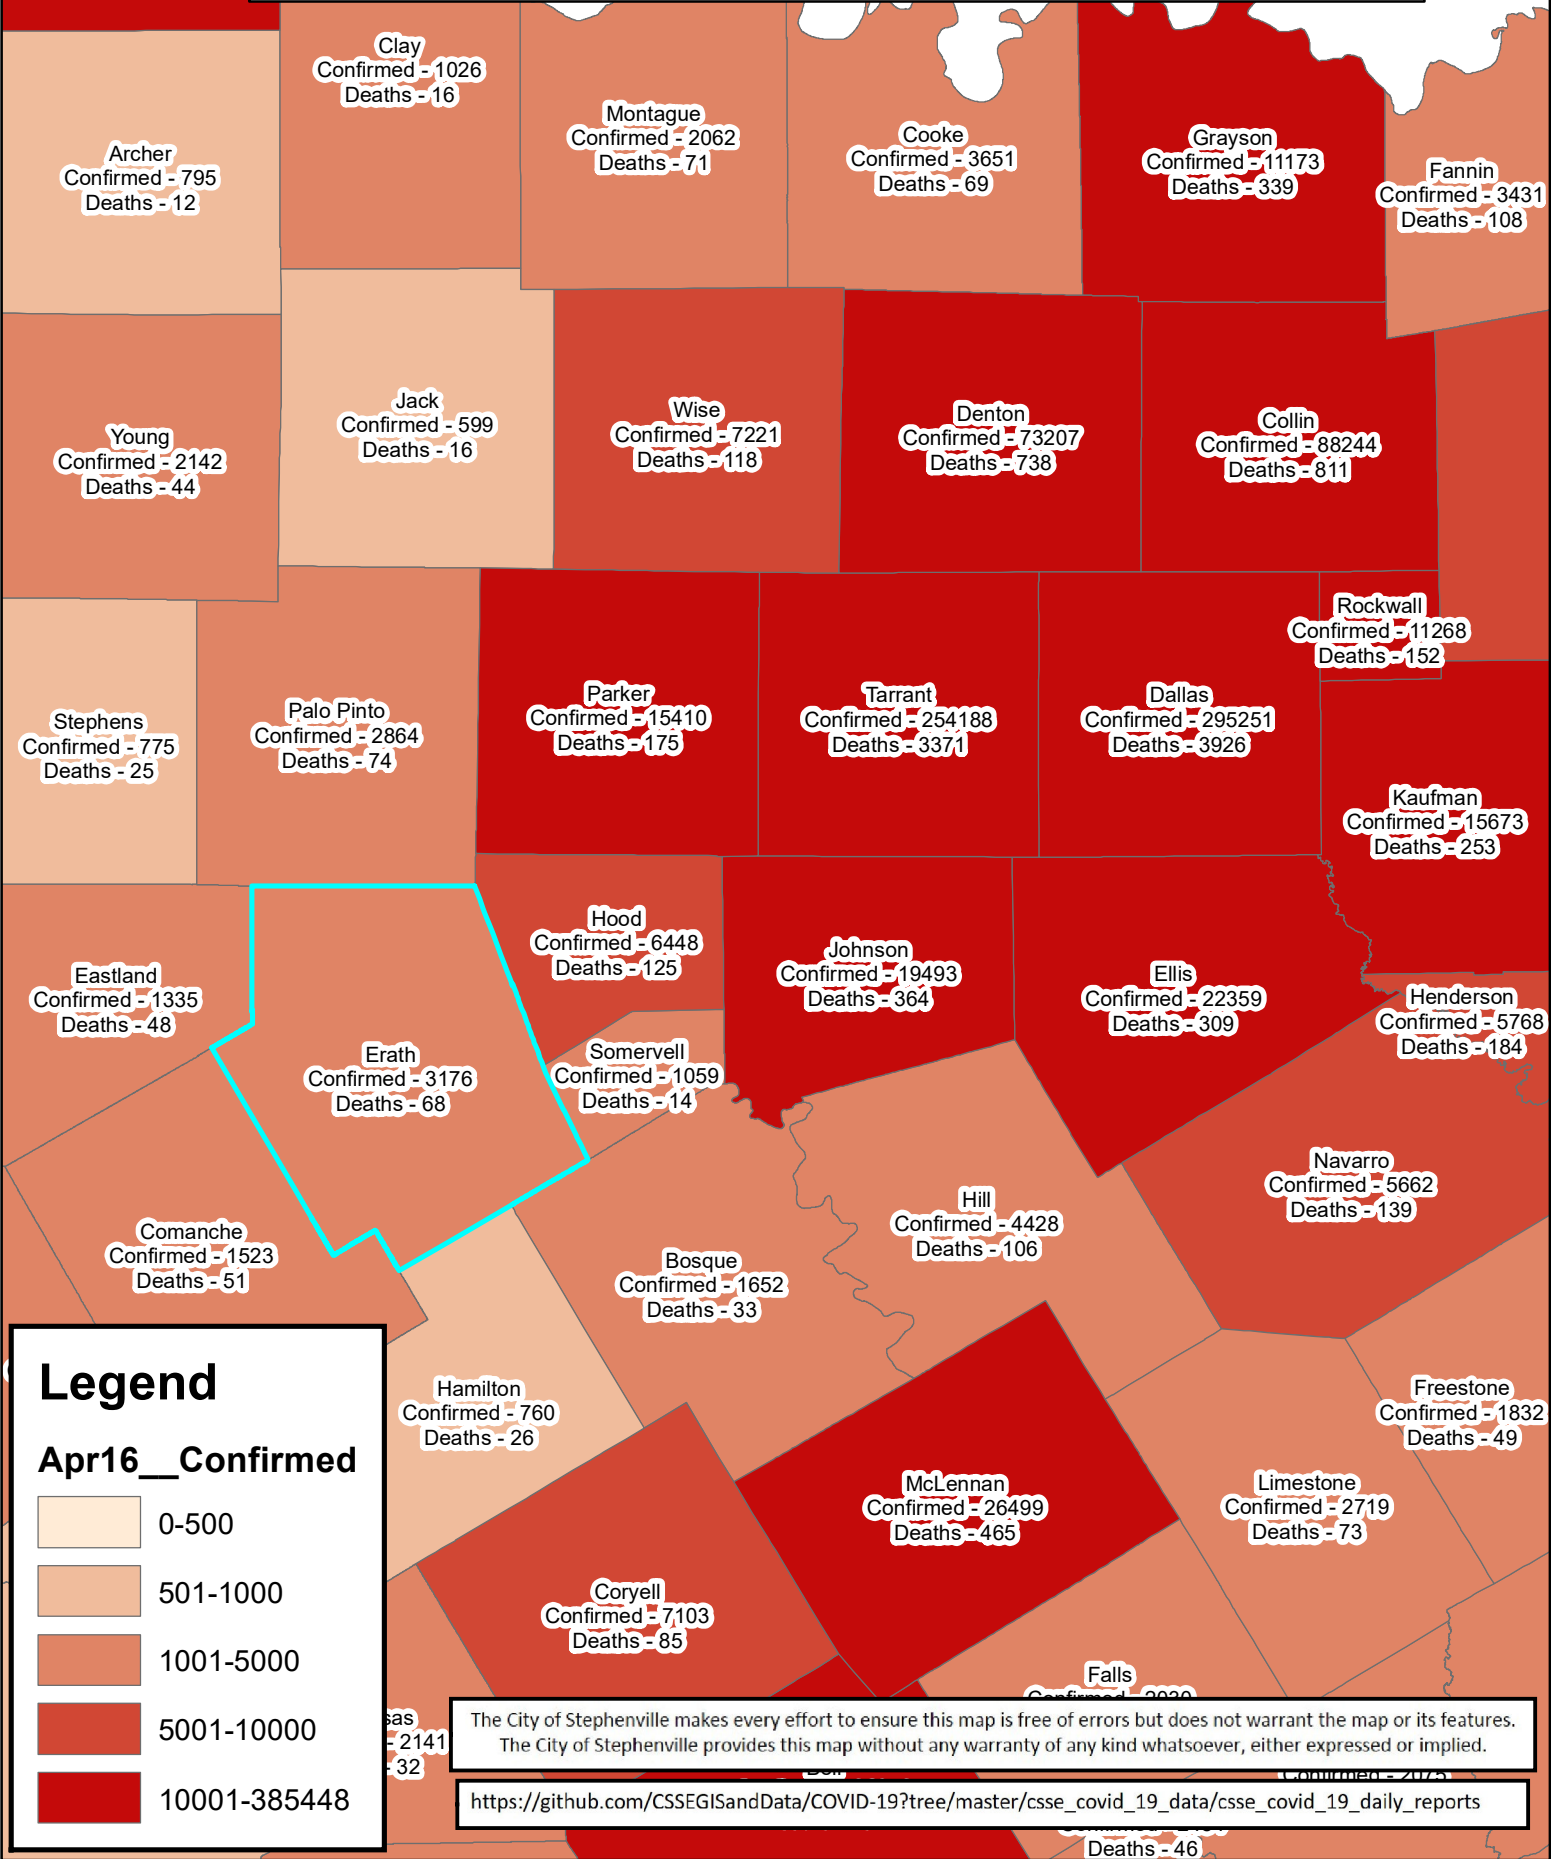 Clay
Confirmed - 1026
Deaths - 16
Montague
Confirmed - 2062
Deaths - 71
Cooke
Confirmed - 3651
Deaths - 69
Grayson
Confirmed - 11173
Deaths - 339
Archer
Confirmed - 795
Deaths - 12
Fannin
Confirmed - 3431
Deaths - 108
Young
Confirmed - 2142
Deaths - 44
Jack
Confirmed - 599
Deaths - 16
Wise
Confirmed - 7221
Deaths - 118
Denton
Confirmed - 73207
Deaths - 738
Collin
Confirmed - 88244
Deaths - 811
Rockwall
Confirmed - 11268
Deaths - 152
Stephens
Confirmed - 775
Deaths - 25
Palo Pinto
Confirmed - 2864
Deaths - 74
Parker
Confirmed - 15410
Deaths - 175
Tarrant
Confirmed - 254188
Deaths - 3371
Dallas
Confirmed - 295251
Deaths - 3926
Kaufman
Confirmed - 15673
Deaths - 253
Eastland
Confirmed - 1335
Deaths - 48
Erath
Confirmed - 3176
Deaths - 68
Hood
Confirmed - 6448
Deaths - 125
Somervell
Confirmed - 1059
Deaths - 14
Johnson
Confirmed - 19493
Deaths - 364
Ellis
Confirmed - 22359
Deaths - 309
Henderson
Confirmed - 5768
Deaths - 184
Comanche
Confirmed - 1523
Deaths - 51
Bosque
Confirmed - 1652
Deaths - 33
Hill
Confirmed - 4428
Deaths - 106
Navarro
Confirmed - 5662
Deaths - 139
Hamilton
Confirmed - 760
Deaths - 26
McLennan
Confirmed - 26499
Deaths - 465
Limestone
Confirmed - 2719
Deaths - 73
Freestone
Confirmed - 1832
Deaths - 49
Coryell
Confirmed - 7103
Deaths - 85
Falls
sas
- 2141
- 32
Confirmed - 2075
Deaths - 46
Legend
Apr16__Confirmed
0-500
501-1000
1001-5000
5001-10000
10001-385448
The City of Stephenville makes every effort to ensure this map is free of errors but does not warrant the map or its features.
The City of Stephenville provides this map without any warranty of any kind whatsoever, either expressed or implied.
https://github.com/CSSEGISandData/COVID-19?tree/master/csse_covid_19_data/csse_covid_19_daily_reports